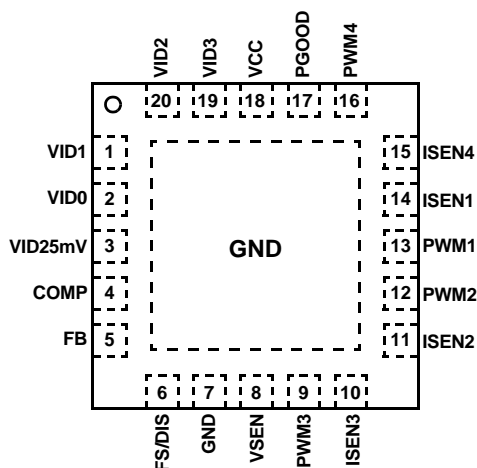 VID2
VID3
VCC
PGOOD
PWM4
20
19
18
17
16
VID1
1
15
ISEN4
VID0
2
14
ISEN1
VID25mV
3
GND
13
PWM1
COMP
4
12
PWM2
FB
5
11
ISEN2
6
7
8
9
10
FS/DIS
GND
VSEN
PWM3
ISEN3